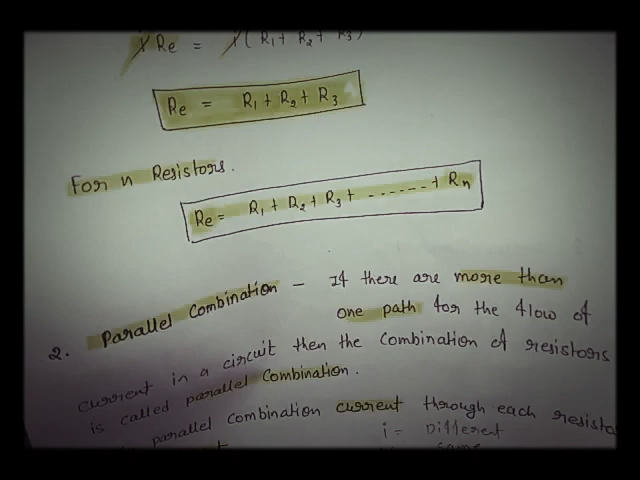 i Re = i (R1 + R2 + R3)
Re = R1 + R2 + R3
For n Resistors.
Re = R1 + R2 + R3 + ....... + Rn
2. Parallel Combination - If there are more than
one path for the flow of
current in a circuit then the combination of resistors
is called parallel combination.
parallel combination current through each
i = Different
same